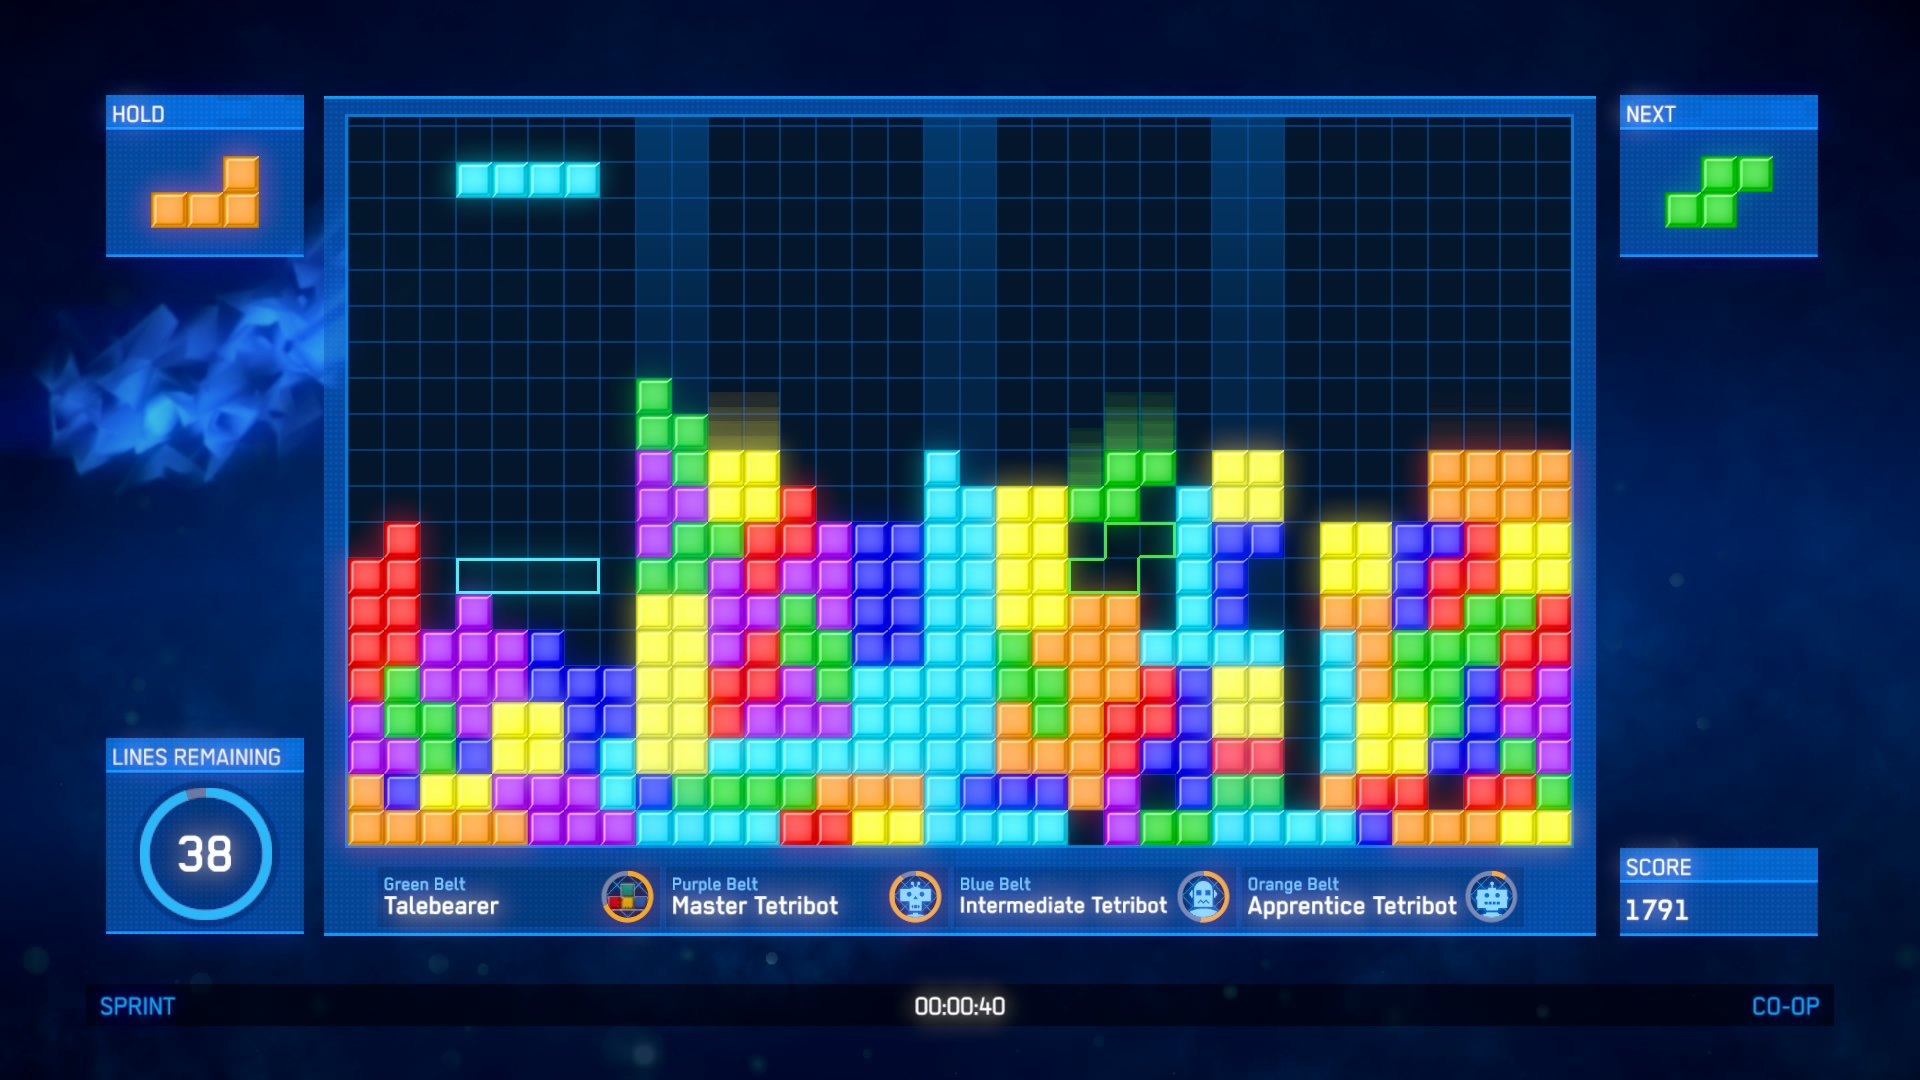 HOLD
NEXT
LINES REMAINING
38
Green Belt
Talebearer
Purple Belt
Master Tetribot
Blue Belt
Intermediate Tetribot
Orange Belt
Apprentice Tetribot
SCORE
1791
SPRINT
00:00:40
CO-OP